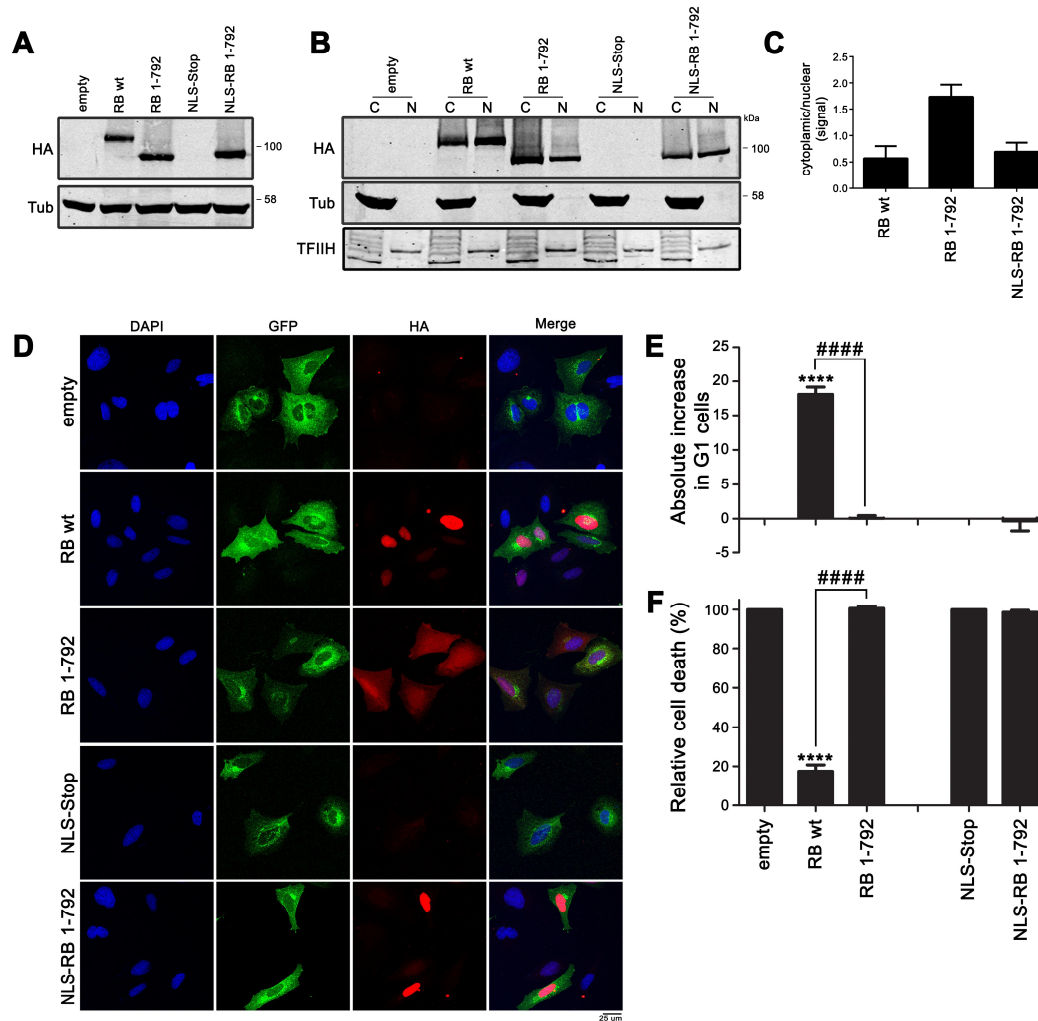 A
empty
RB wt
RB 1-792
NLS-Stop
NLS-RB 1-792
HA
- 100
Tub
- 58
B
empty
RB wt
RB 1-792
NLS-Stop
NLS-RB 1-792
C N C N C N C N C N
kDa
HA
- 100
Tub
- 58
TFIIH
C
cytoplamic/nuclear
(signal)
2.5
2.0
1.5
1.0
0.5
0.0
RB wt
RB 1-792
NLS-RB 1-792
D
DAPI GFP HA Merge
empty
RB wt
RB 1-792
NLS-Stop
NLS-RB 1-792
25 um
E
Absolute increase
in G1 cells
25
20
15
10
5
0
-5
####
****
F
Relative cell death (%)
100
80
60
40
20
0
####
****
empty
RB wt
RB 1-792
NLS-Stop
NLS-RB 1-792